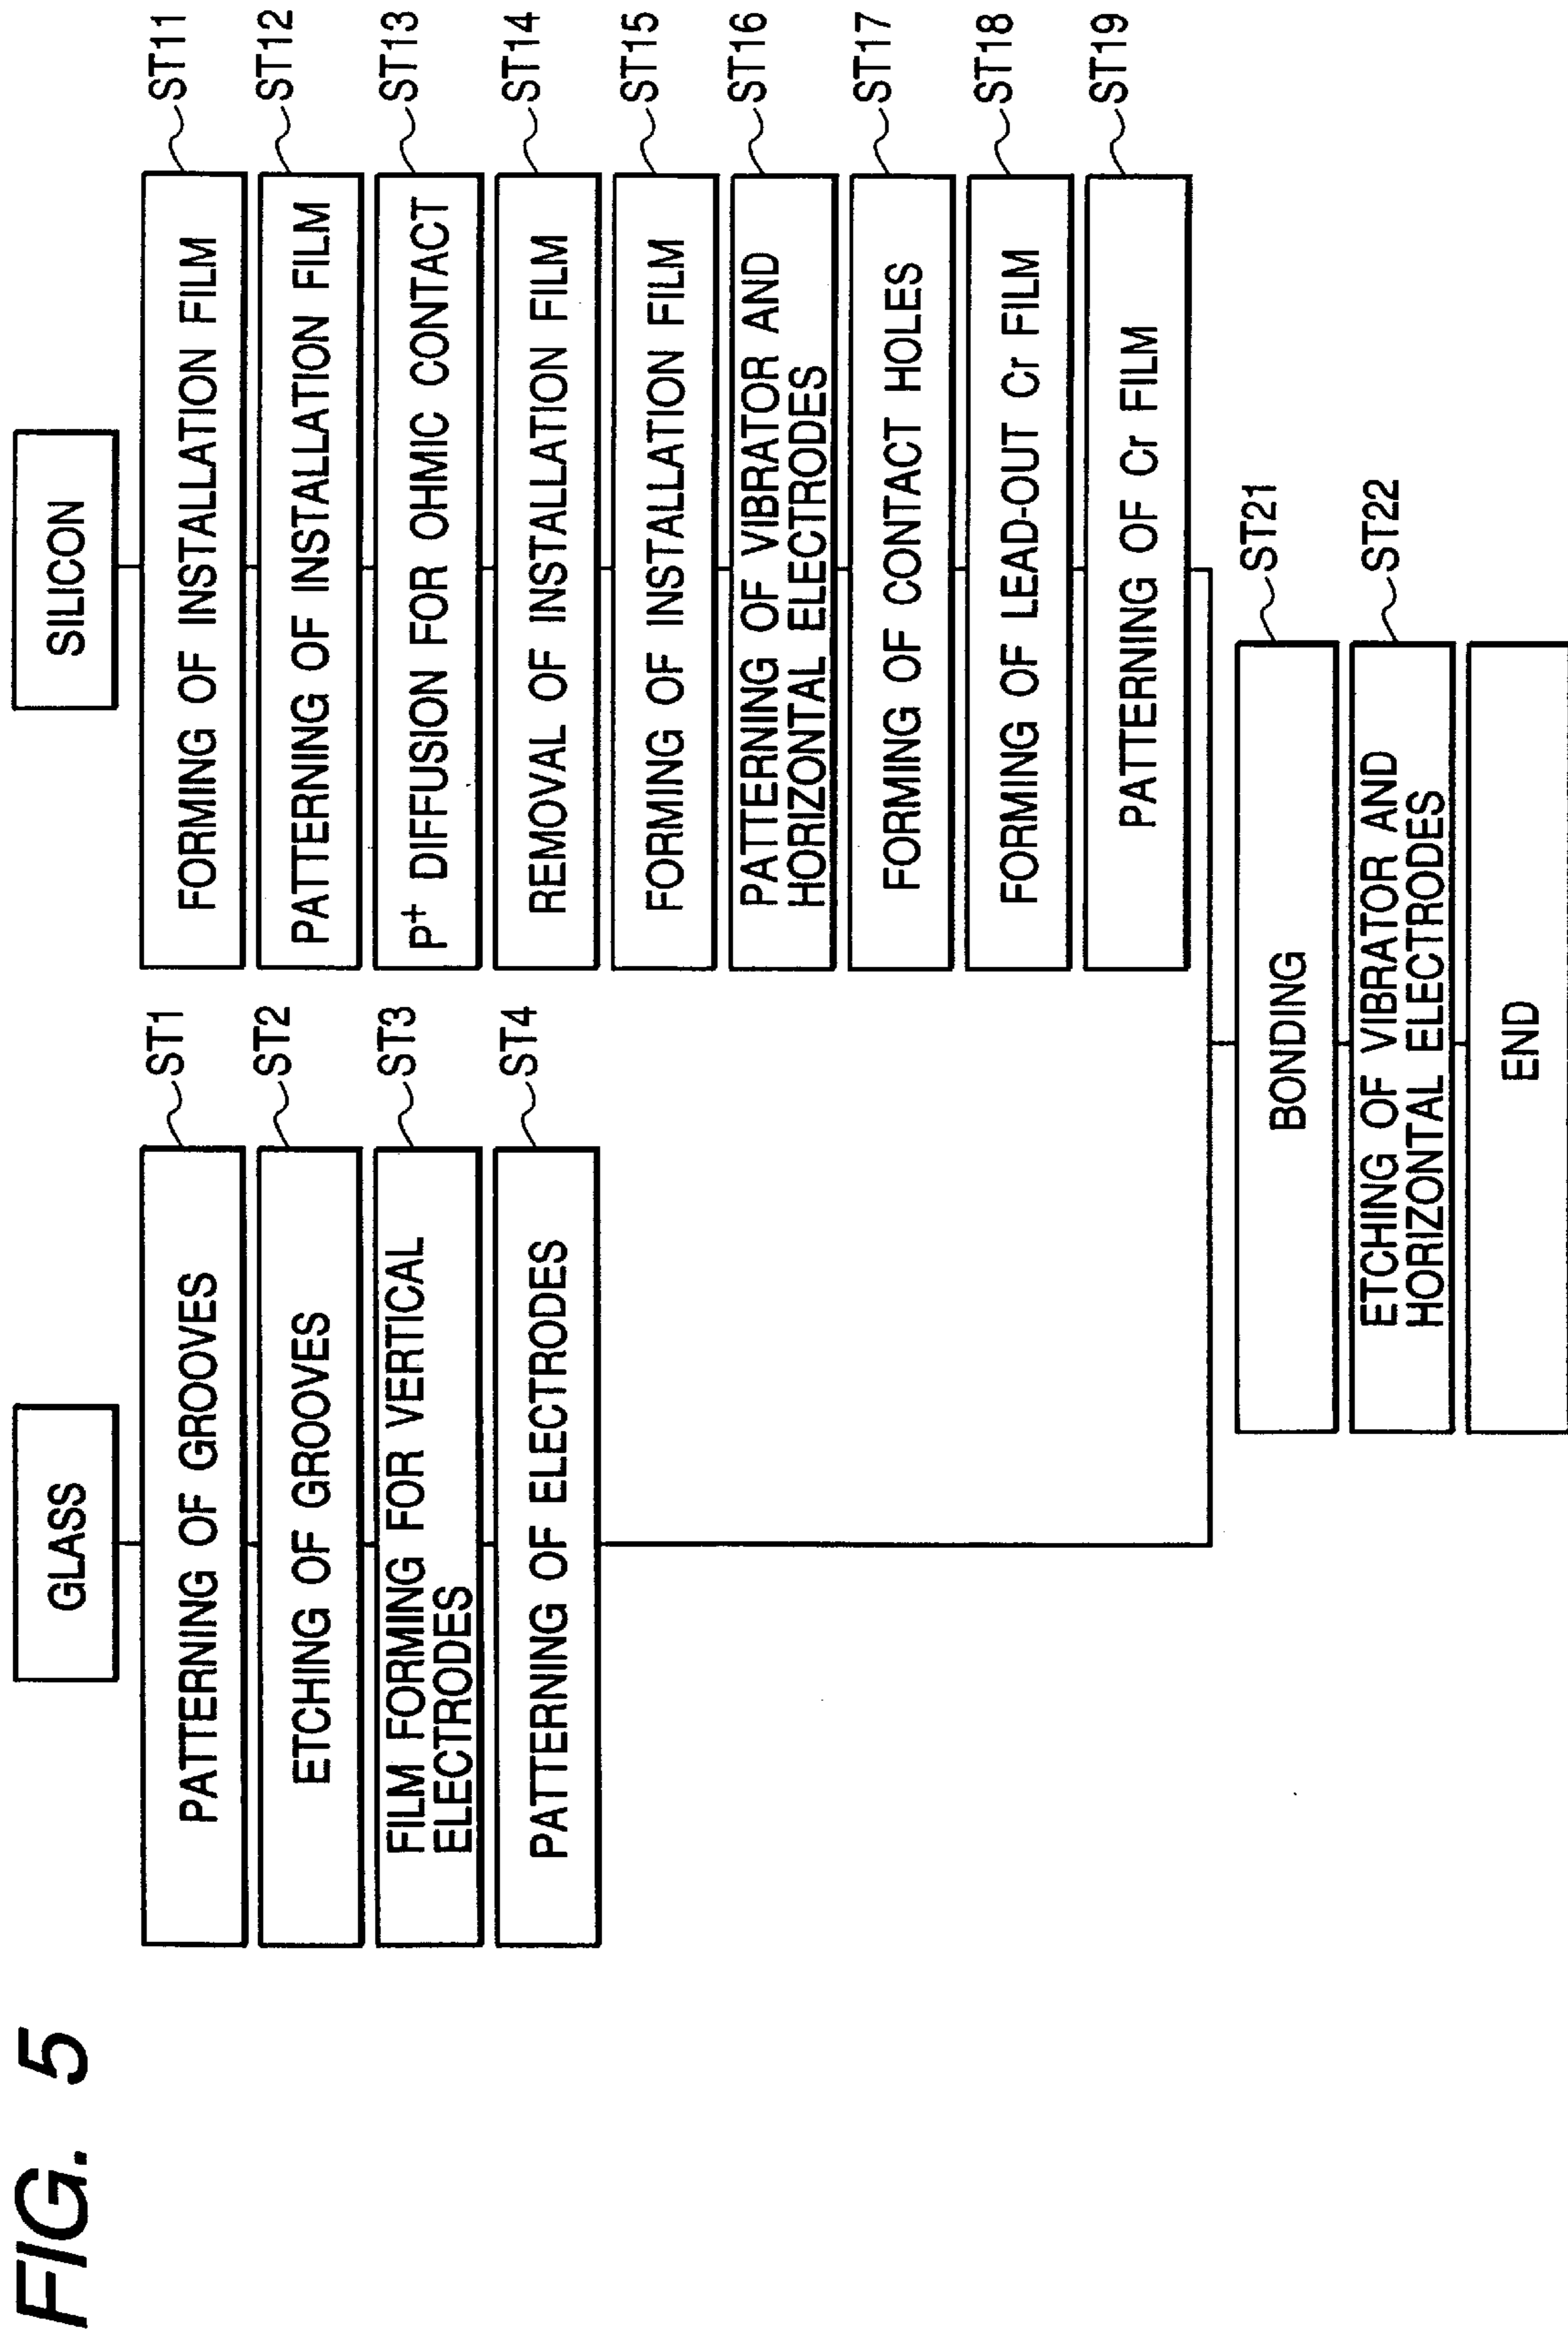 FIG. 5
GLASS
PATTERNING OF GROOVES
ST1
ETCHING OF GROOVES
ST2
FILM FORMING FOR VERTICAL
ELECTRODES
ST3
PATTERNING OF ELECTRODES
ST4
SILICON
FORMING OF INSTALLATION FILM
ST11
PATTERNING OF INSTALLATION FILM
ST12
P+ DIFFUSION FOR OHMIC CONTACT
ST13
REMOVAL OF INSTALLATION FILM
ST14
FORMING OF INSTALLATION FILM
ST15
PATTERNING OF VIBRATOR AND
HORIZONTAL ELECTRODES
ST16
FORMING OF CONTACT HOLES
ST17
FORMING OF LEAD-OUT Cr FILM
ST18
PATTERNING OF Cr FILM
ST19
BONDING
ST21
ETCHING OF VIBRATOR AND
HORIZONTAL ELECTRODES
ST22
END